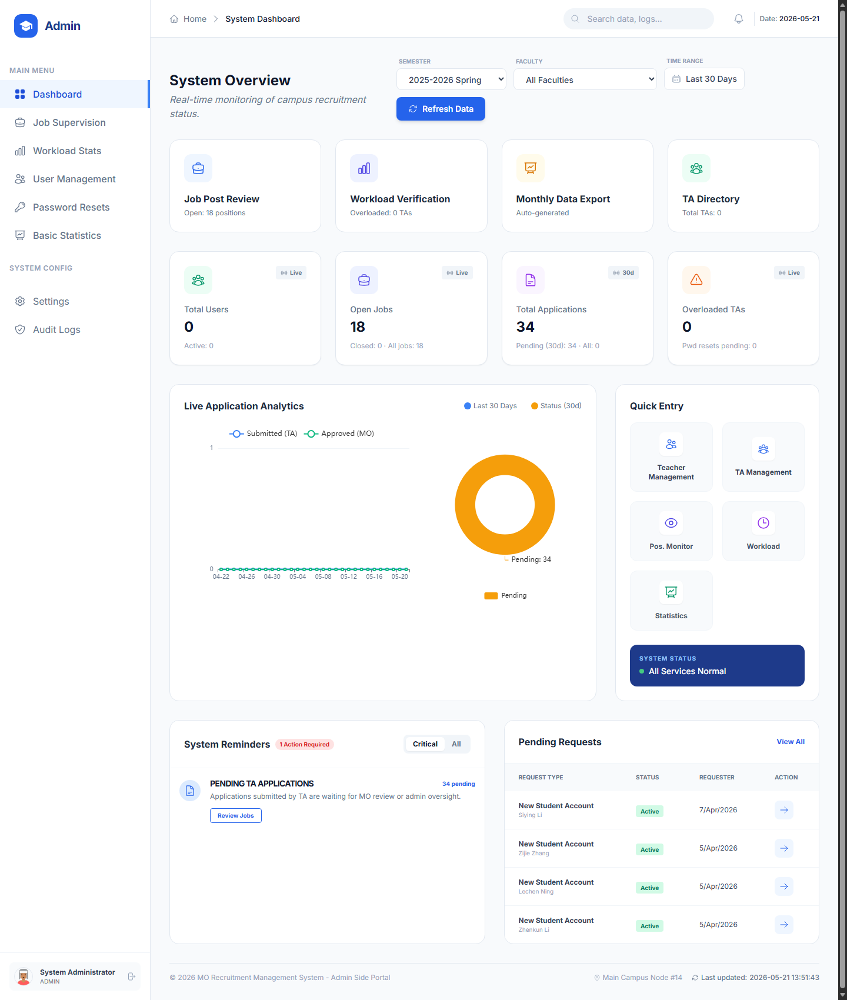 Admin
MAIN MENU
Dashboard
Job Supervision
Workload Stats
User Management
Password Resets
Basic Statistics
SYSTEM CONFIG
Settings
Audit Logs
System Administrator
ADMIN
Home
System Dashboard
Search data, logs...
Date: 2026-05-21
System Overview
Real-time monitoring of campus recruitment
status.
SEMESTER
2025-2026 Spring
FACULTY
All Faculties
TIME RANGE
Last 30 Days
Refresh Data
Job Post Review
Open: 18 positions
Workload Verification
Overloaded: 0 TAs
Monthly Data Export
Auto-generated
TA Directory
Total TAs: 0
Live
Total Users
0
Active: 0
Live
Open Jobs
18
Closed: 0 · All jobs: 18
30d
Total Applications
34
Pending (30d): 34 · All: 0
Live
Overloaded TAs
0
Pwd resets pending: 0
Live Application Analytics
Last 30 Days
Status (30d)
Submitted (TA)
Approved (MO)
1
0
04-22 04-26 04-30 05-04 05-08 05-12 05-16 05-20
Pending: 34
Pending
Quick Entry
Teacher
Management
TA Management
Pos. Monitor
Workload
Statistics
SYSTEM STATUS
All Services Normal
System Reminders
1 Action Required
Critical
All
PENDING TA APPLICATIONS
34 pending
Applications submitted by TA are waiting for MO review or admin oversight.
Review Jobs
Pending Requests
View All
REQUEST TYPE STATUS REQUESTER ACTION
New Student Account
Siying Li
Active
7/Apr/2026
New Student Account
Zijie Zhang
Active
5/Apr/2026
New Student Account
Lechen Ning
Active
5/Apr/2026
New Student Account
Zhenkun Li
Active
5/Apr/2026
© 2026 MO Recruitment Management System - Admin Side Portal
Main Campus Node #14
Last updated: 2026-05-21 13:51:43